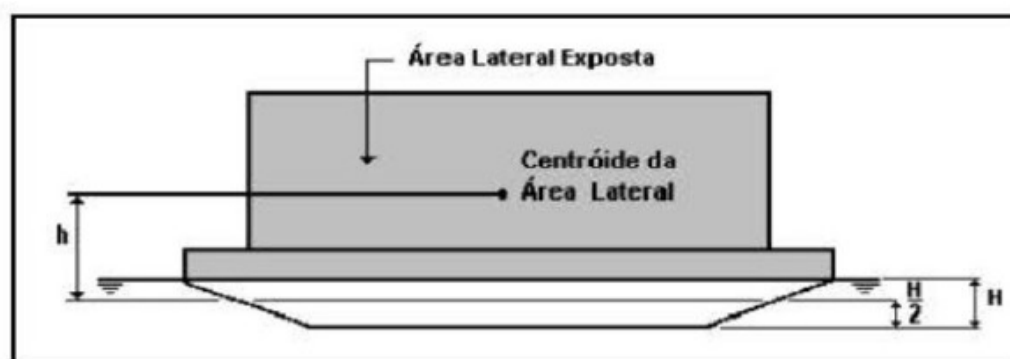 Área Lateral Exposta
Centróide da
Área Lateral
h
H
2
H